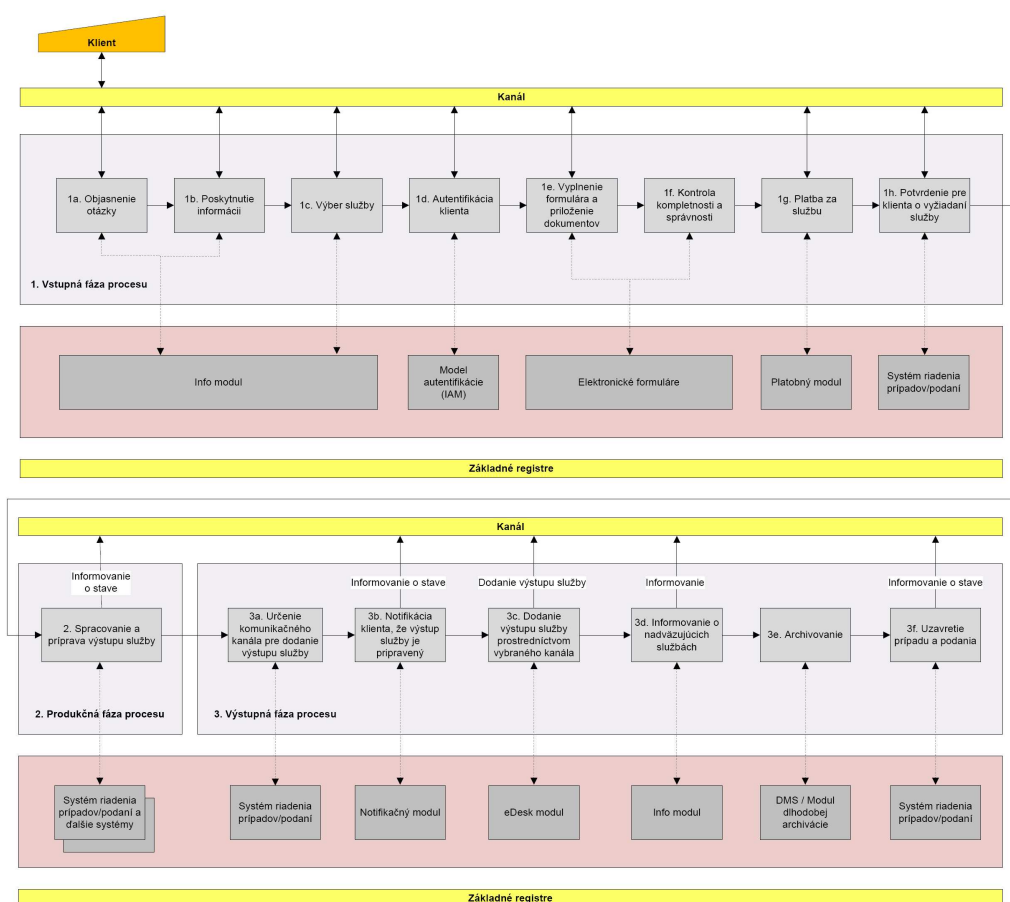 Klient
Kanál
1a. Objasnenie
otázky
1b. Poskytnutie
informácii
1c. Výber služby
1d. Autentifikácia
klienta
1e. Vyplnenie
formulára a
priloženie
dokumentov
1f. Kontrola
kompletnosti a
správnosti
1g. Platba za
službu
1h. Potvrdenie pre
klienta o vyžiadaní
služby
1. Vstupná fáza procesu
Info modul
Model
autentifikácie
(IAM)
Elektronické formuláre
Platobný modul
Systém riadenia
prípadov/podaní
Základné registre
Kanál
Informovanie
o stave
Informovanie o stave
Dodanie výstupu služby
Informovanie
Informovanie o stave
2. Spracovanie a
príprava výstupu služby
3a. Určenie
komunikačného
kanála pre dodanie
výstupu služby
3b. Notifikácia
klienta, že výstup
služby je
pripravený
3c. Dodanie
výstupu služby
prostredníctvom
vybraného kanála
3d. Informovanie o
nadväzujúcich
službách
3e. Archivovanie
3f. Uzavretie
prípadu a podania
2. Produkčná fáza procesu
3. Výstupná fáza procesu
Systém riadenia
prípadov/podaní a
ďalšie systémy
Systém riadenia
prípadov/podaní
Notifikačný modul
eDesk modul
Info modul
DMS / Modul
dlhodobej
archivácie
Systém riadenia
prípadov/podaní
Základné registre